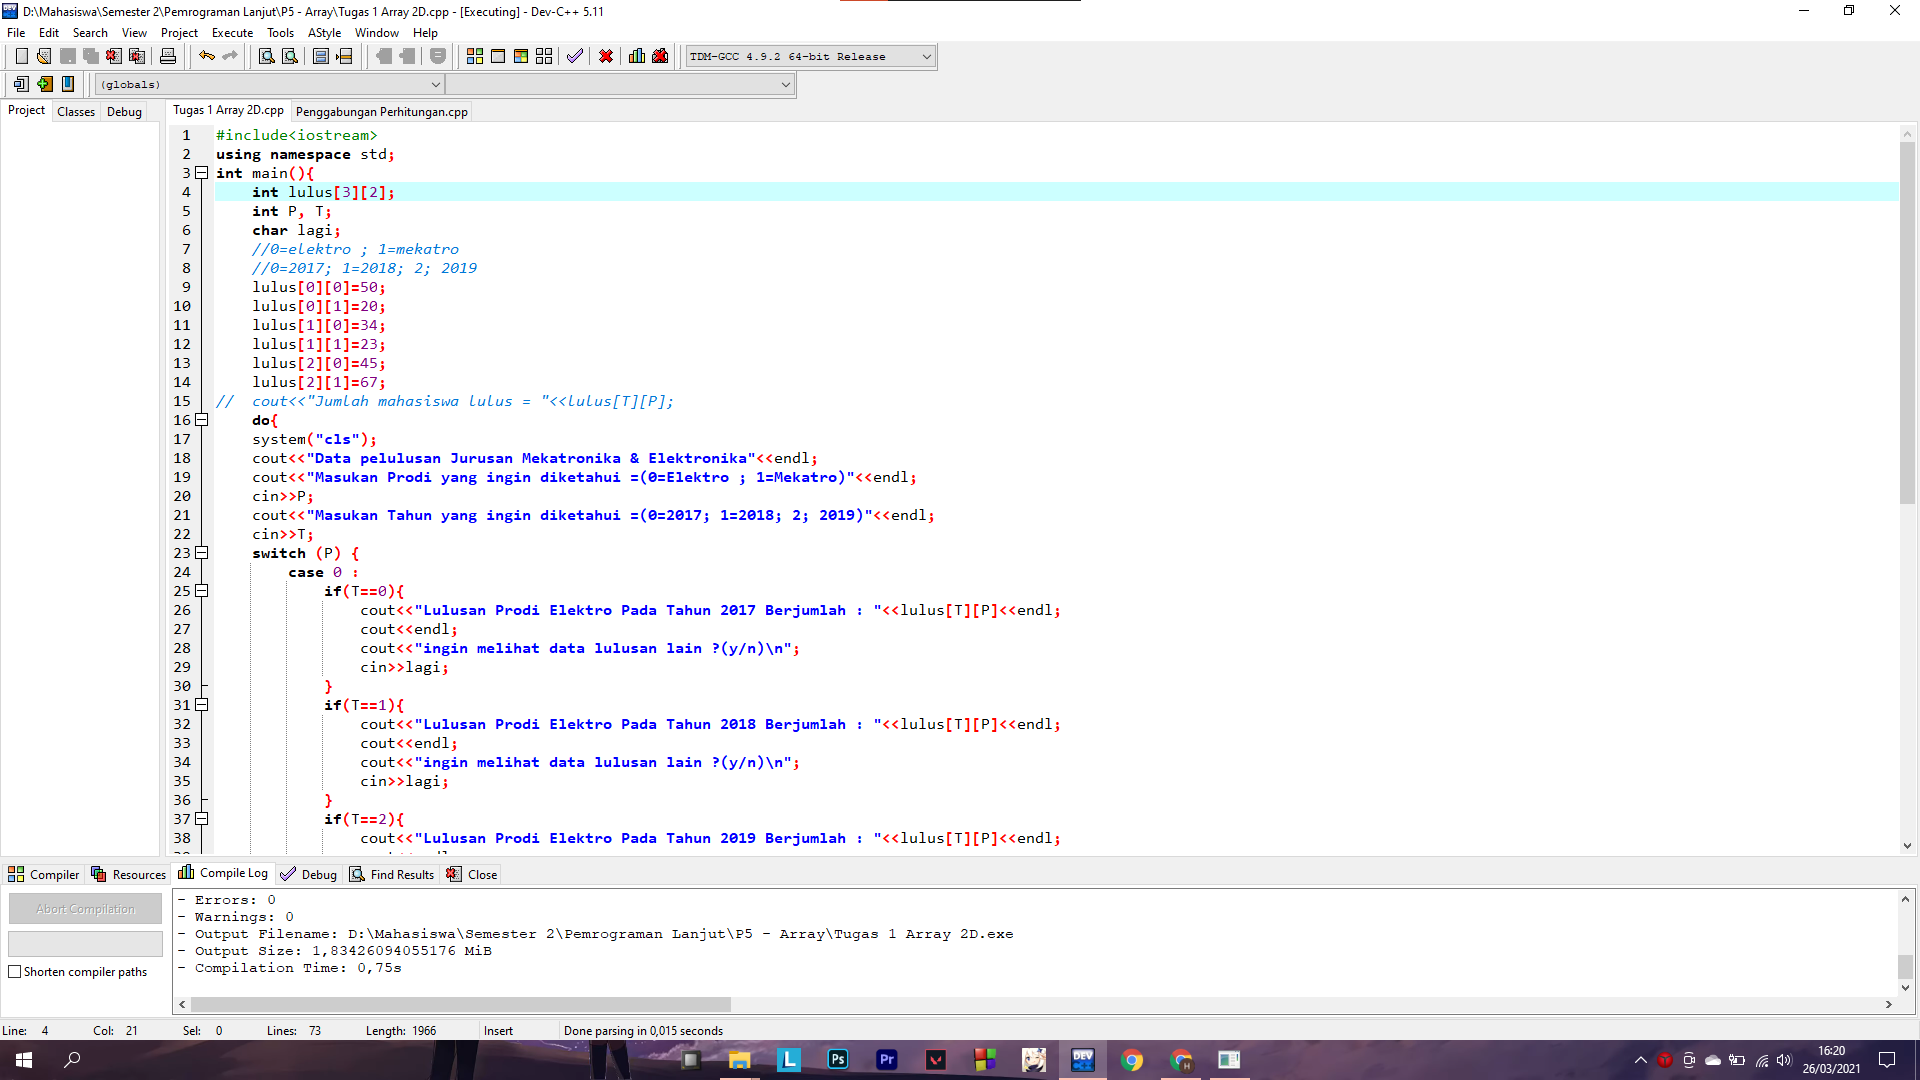 D:\Mahasiswa\Semester 2\Pemrograman Lanjut\P5 - Array\Tugas 1 Array 2D.cpp - [Executing] - Dev-C++ 5.11
File Edit Search View Project Execute Tools AStyle Window Help
TDM-GCC 4.9.2 64-bit Release
(globals)
Project Classes Debug
Tugas 1 Array 2D.cpp Penggabungan Perhitungan.cpp
1 #include<iostream>
2 using namespace std;
3 int main(){
4 int lulus[3][2];
5 int P, T;
6 char lagi;
7 //0=elektro ; 1=mekatro
8 //0=2017; 1=2018; 2; 2019
9 lulus[0][0]=50;
10 lulus[0][1]=20;
11 lulus[1][0]=34;
12 lulus[1][1]=23;
13 lulus[2][0]=45;
14 lulus[2][1]=67;
15 // cout<<"Jumlah mahasiswa lulus = "<<lulus[T][P];
16 do{
17 system("cls");
18 cout<<"Data pelulusan Jurusan Mekatronika & Elektronika"<<endl;
19 cout<<"Masukan Prodi yang ingin diketahui =(0=Elektro ; 1=Mekatro)"<<endl;
20 cin>>P;
21 cout<<"Masukan Tahun yang ingin diketahui =(0=2017; 1=2018; 2; 2019)"<<endl;
22 cin>>T;
23 switch (P) {
24 case 0 :
25 if(T==0){
26 cout<<"Lulusan Prodi Elektro Pada Tahun 2017 Berjumlah : "<<lulus[T][P]<<endl;
27 cout<<endl;
28 cout<<"ingin melihat data lulusan lain ?(y/n)\n";
29 cin>>lagi;
30 }
31 if(T==1){
32 cout<<"Lulusan Prodi Elektro Pada Tahun 2018 Berjumlah : "<<lulus[T][P]<<endl;
33 cout<<endl;
34 cout<<"ingin melihat data lulusan lain ?(y/n)\n";
35 cin>>lagi;
36 }
37 if(T==2){
38 cout<<"Lulusan Prodi Elektro Pada Tahun 2019 Berjumlah : "<<lulus[T][P]<<endl;
Compiler Resources Compile Log Debug Find Results Close
Abort Compilation
Shorten compiler paths
- Errors: 0
- Warnings: 0
- Output Filename: D:\Mahasiswa\Semester 2\Pemrograman Lanjut\P5 - Array\Tugas 1 Array 2D.exe
- Output Size: 1,83426094055176 MiB
- Compilation Time: 0,75s
Line: 4 Col: 21 Sel: 0 Lines: 73 Length: 1966 Insert Done parsing in 0,015 seconds
L Ps Pr DEV H
16:20
26/03/2021